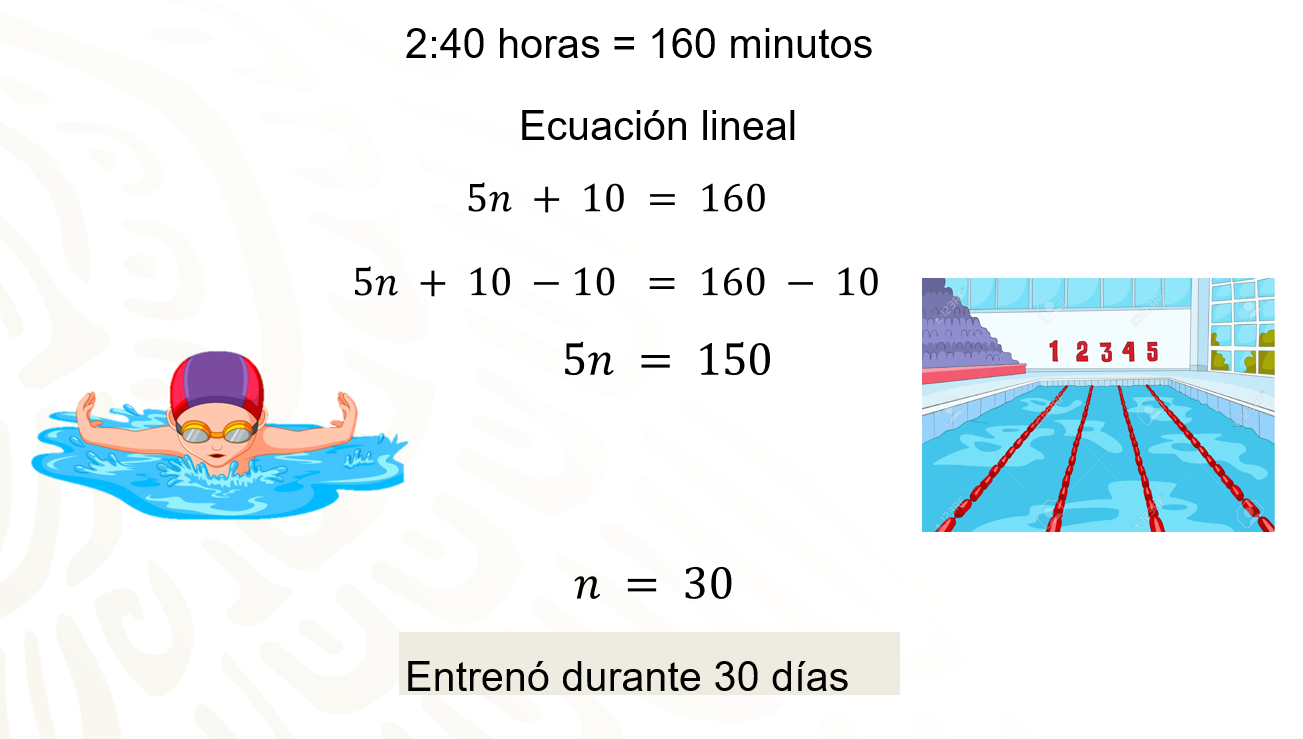 2:40 horas = 160 minutos
Ecuación lineal
5n + 10 = 160
5n + 10 − 10 = 160 − 10
5n = 150
1 2 3 4 5
n = 30
Entrenó durante 30 días